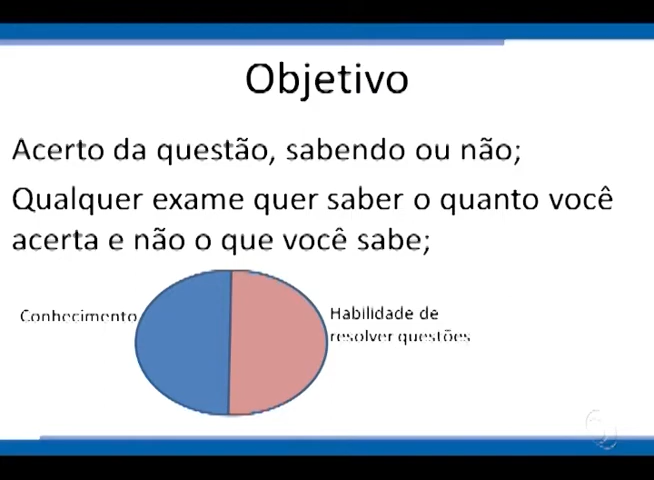 Objetivo
Acerto da questão, sabendo ou não;
Qualquer exame quer saber o quanto você
acerta e não o que você sabe;
Conhecimento
Habilidade de
resolver questões